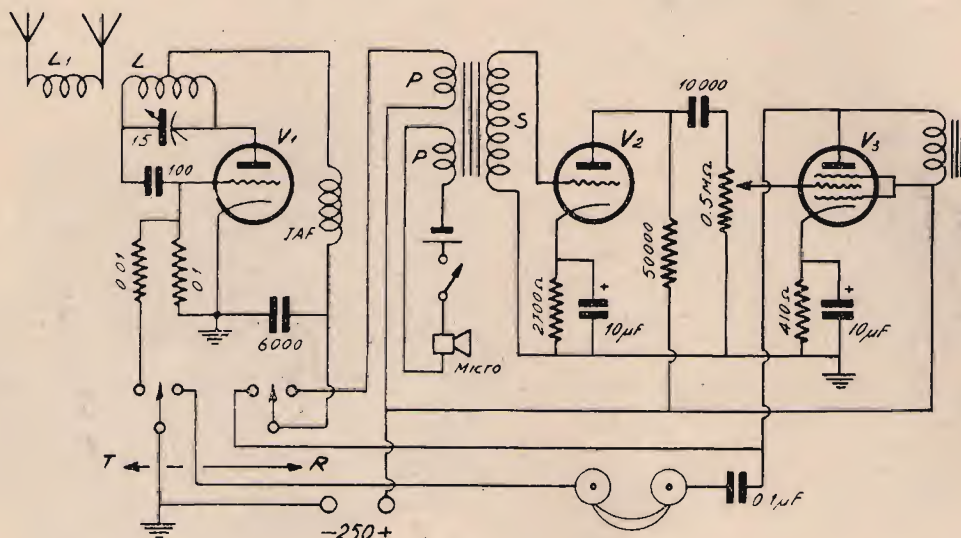 L1
L
V1
15
100
JAF
0 01
0 1
6000
P
P
S
Micro
V2
10 000
0.5 MΩ
50000
2700 Ω
10 µF
+
V3
410 Ω
10 µF
+
T
R
0 1 µF
-250+